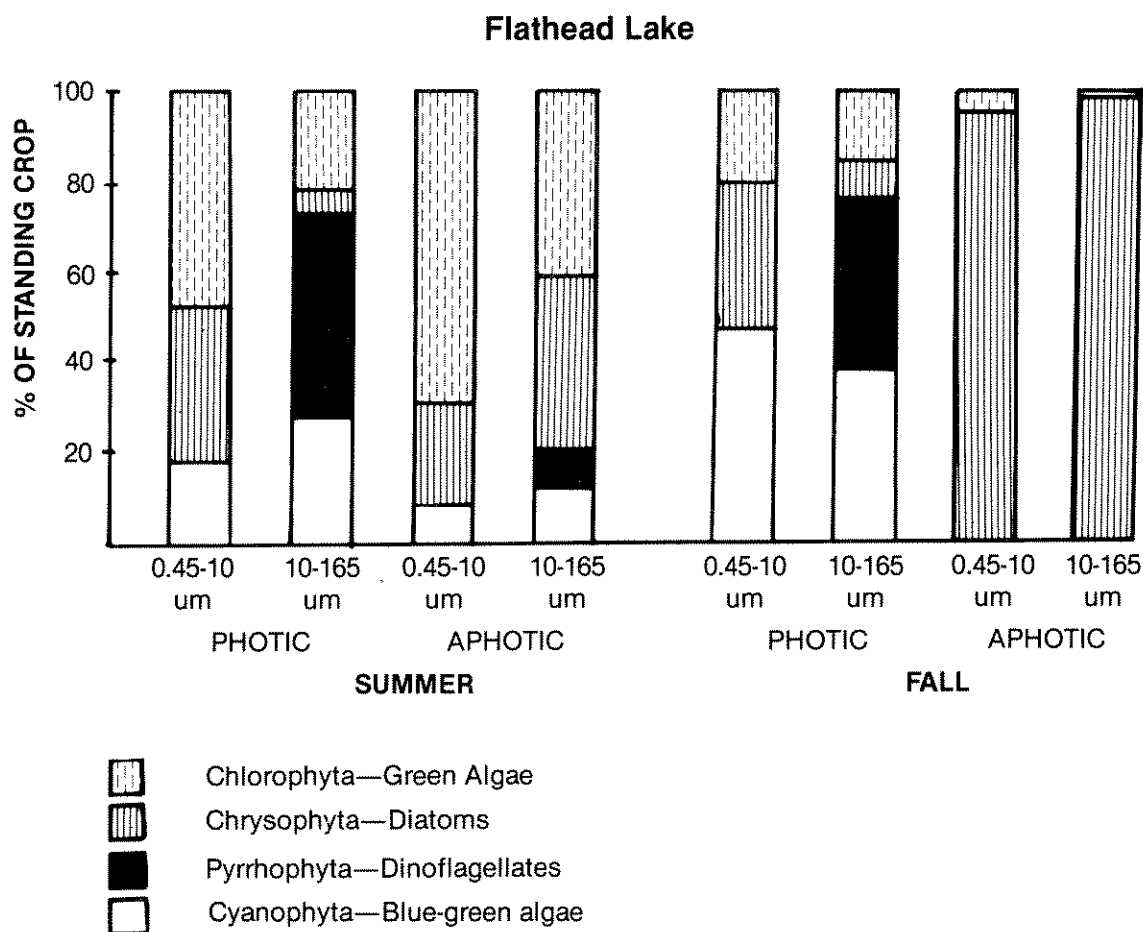 Flathead Lake
% OF STANDING CROP
100
80
60
40
20
0.45-10 10-165 0.45-10 10-165 0.45-10 10-165 0.45-10 10-165
um um um um um um um um
PHOTIC APHOTIC PHOTIC APHOTIC
SUMMER FALL
Chlorophyta—Green Algae
Chrysophyta—Diatoms
Pyrrhophyta—Dinoflagellates
Cyanophyta—Blue-green algae